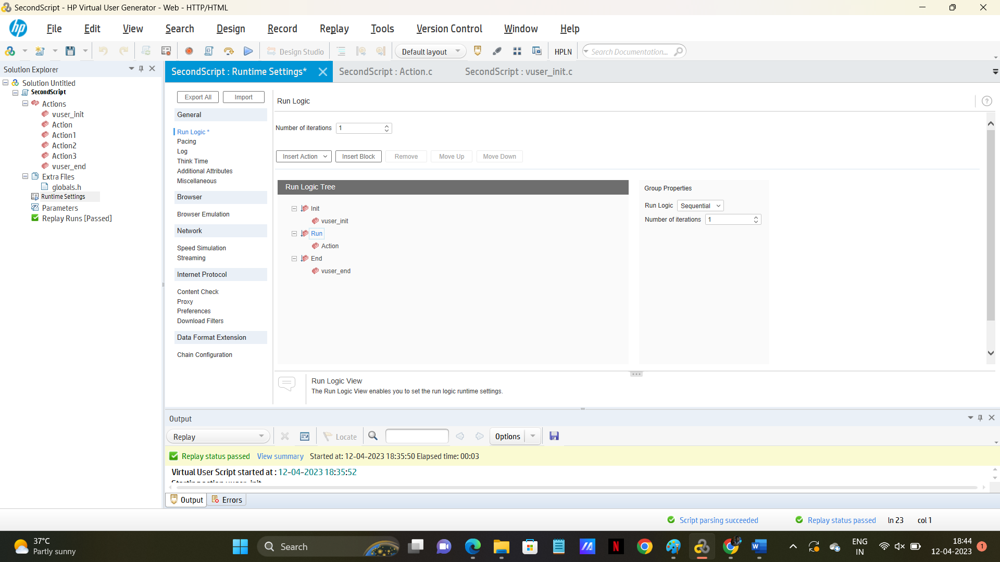 SecondScript - HP Virtual User Generator - Web - HTTP/HTML
hp File Edit View Search Design Record Replay Tools Version Control Window Help
Design Studio Default layout HPLN Search Documentation...
Solution Explorer
Solution Untitled
SecondScript
Actions
vuser_init
Action
Action1
Action2
Action3
vuser_end
Extra Files
globals.h
Runtime Settings
Parameters
Replay Runs [Passed]
SecondScript : Runtime Settings* SecondScript : Action.c SecondScript : vuser_init.c
Export All Import
General
Run Logic *
Pacing
Log
Think Time
Additional Attributes
Miscellaneous
Browser
Browser Emulation
Network
Speed Simulation
Streaming
Internet Protocol
Content Check
Proxy
Preferences
Download Filters
Data Format Extension
Chain Configuration
Run Logic ?
Number of iterations 1
Insert Action Insert Block Remove Move Up Move Down
Run Logic Tree
Init
vuser_init
Run
Action
End
vuser_end
Group Properties
Run Logic Sequential
Number of iterations 1
Run Logic View
The Run Logic View enables you to set the run logic runtime settings.
Output
Replay Locate Options
Replay status passed View summary Started at: 12-04-2023 18:35:50 Elapsed time: 00:03
Virtual User Script started at : 12-04-2023 18:35:52
Starting action vuser_init.
Output Errors
Script parsing succeeded Replay status passed ln 23 col 1
37°C
Partly sunny
Search
N
W
ENG
IN
18:44
12-04-2023
1